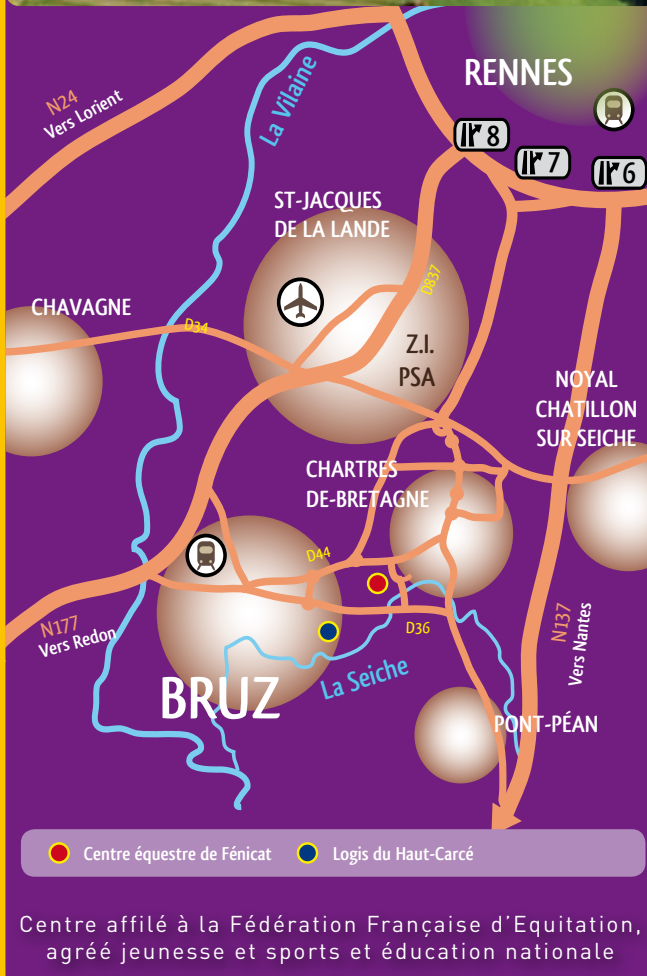 RENNES
La Vilaine
N24
Vers Lorient
8
7
6
ST-JACQUES
DE LA LANDE
D837
CHAVAGNE
D34
Z.I.
PSA
NOYAL
CHATILLON
SUR SEICHE
CHARTRES
DE-BRETAGNE
D44
N177
Vers Redon
D36
N137
Vers Nantes
La Seiche
BRUZ
PONT-PÉAN
Centre équestre de Fénicat
Logis du Haut-Carcé
Centre affilé à la Fédération Française d'Equitation,
agréé jeunesse et sports et éducation nationale